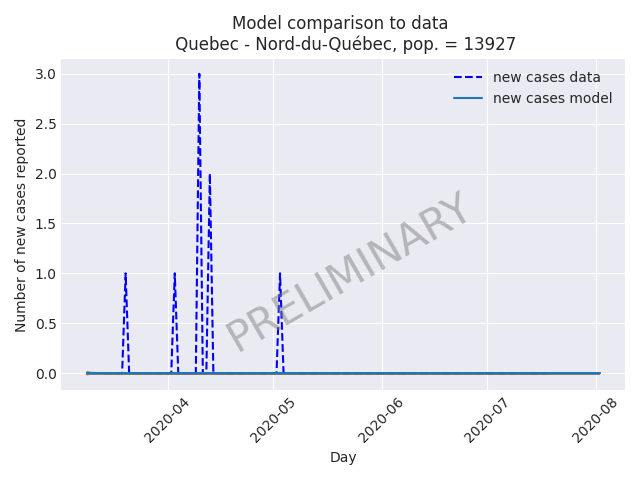 Model comparison to data
Quebec - Nord-du-Québec, pop. = 13927
new cases data
new cases model
Number of new cases reported
3.0
2.5
2.0
1.5
1.0
0.5
0.0
PRELIMINARY
2020-04
2020-05
2020-06
2020-07
2020-08
Day